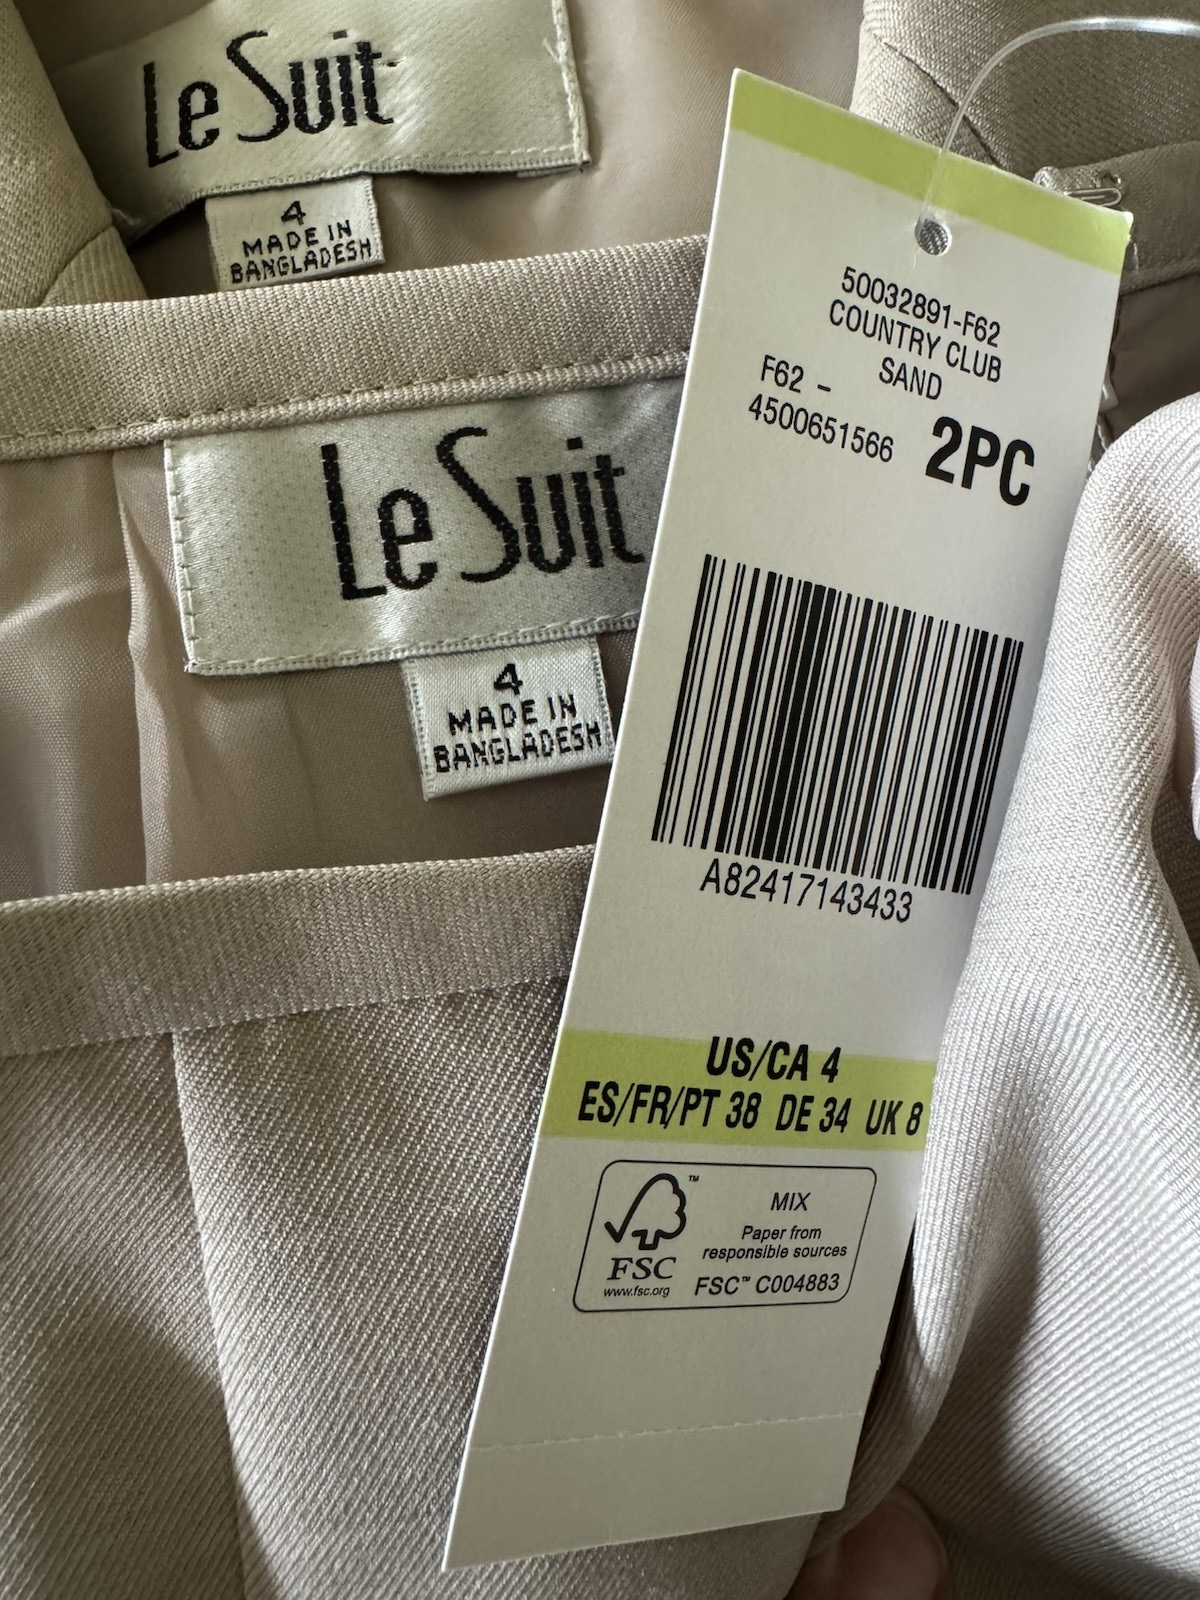 Le Suit
4
MADE IN
BANGLADESH
Le Suit
4
MADE IN
BANGLADESH
50032891-F62
COUNTRY CLUB
SAND
F62 -
4500651566
2PC
A82417143433
US/CA 4
ES/FR/PT 38 DE 34 UK 8
FSC
www.fsc.org
MIX
Paper from
responsible sources
FSC™ C004883